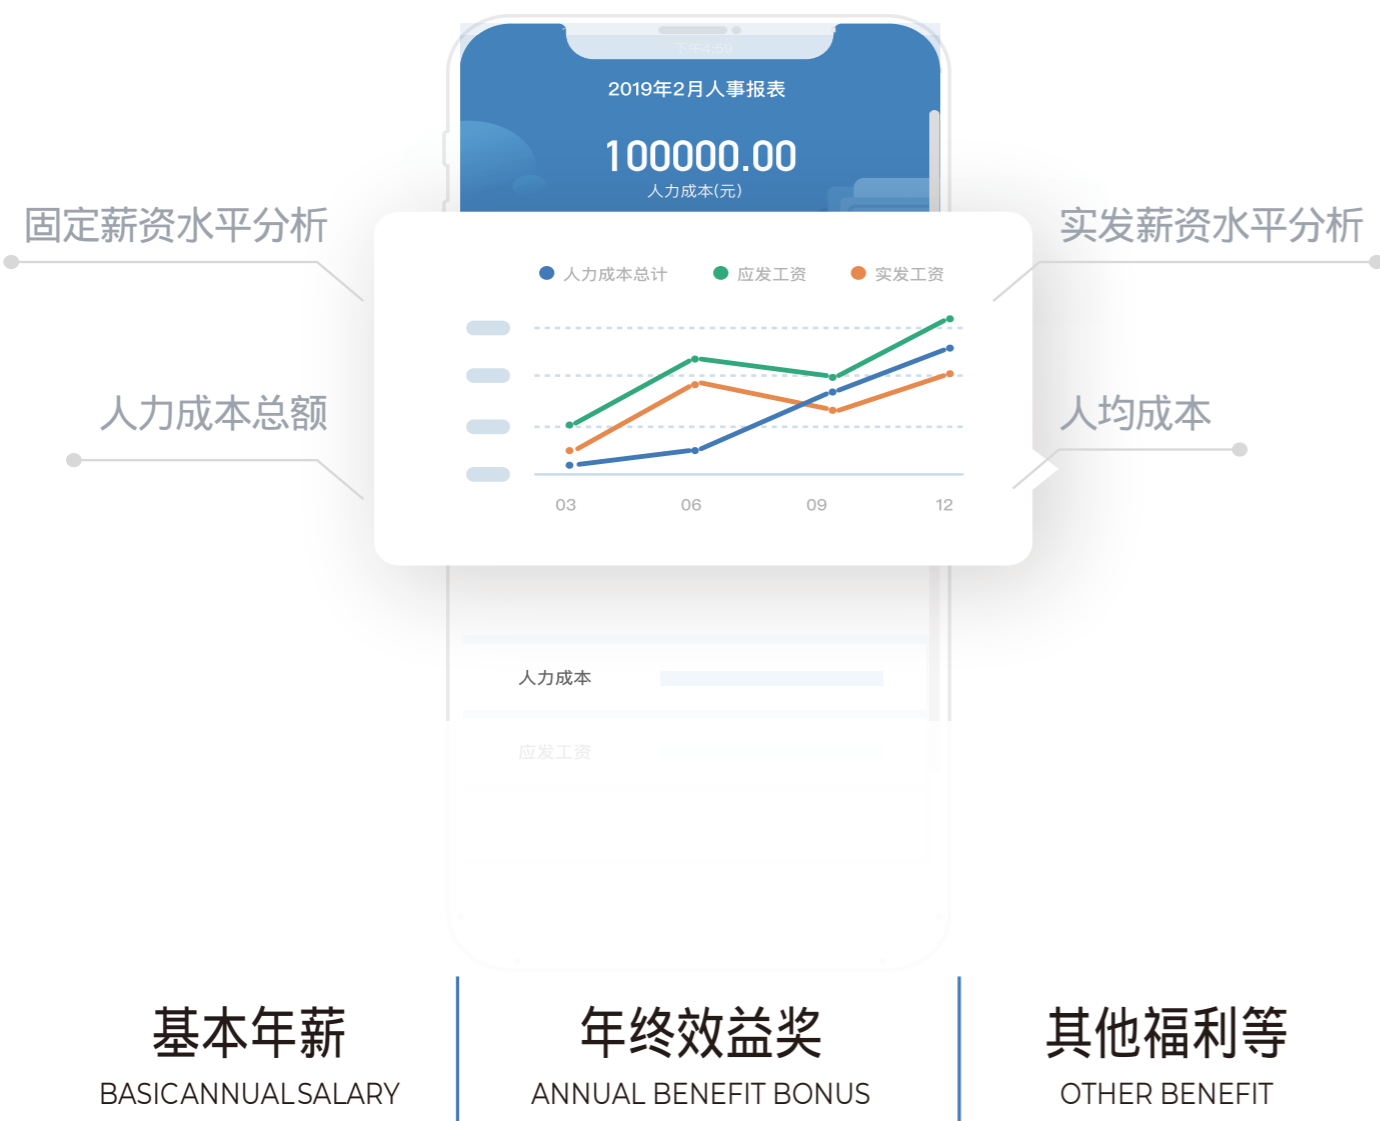 下午4:59
2019年2月人事报表
100000.00
人力成本(元)
固定薪资水平分析
实发薪资水平分析
人力成本总计
应发工资
实发工资
人力成本总额
人均成本
03
06
09
12
人力成本
应发工资
基本年薪
年终效益奖
其他福利等
BASICANNUALSALARY
ANNUAL BENEFIT BONUS
OTHER BENEFIT